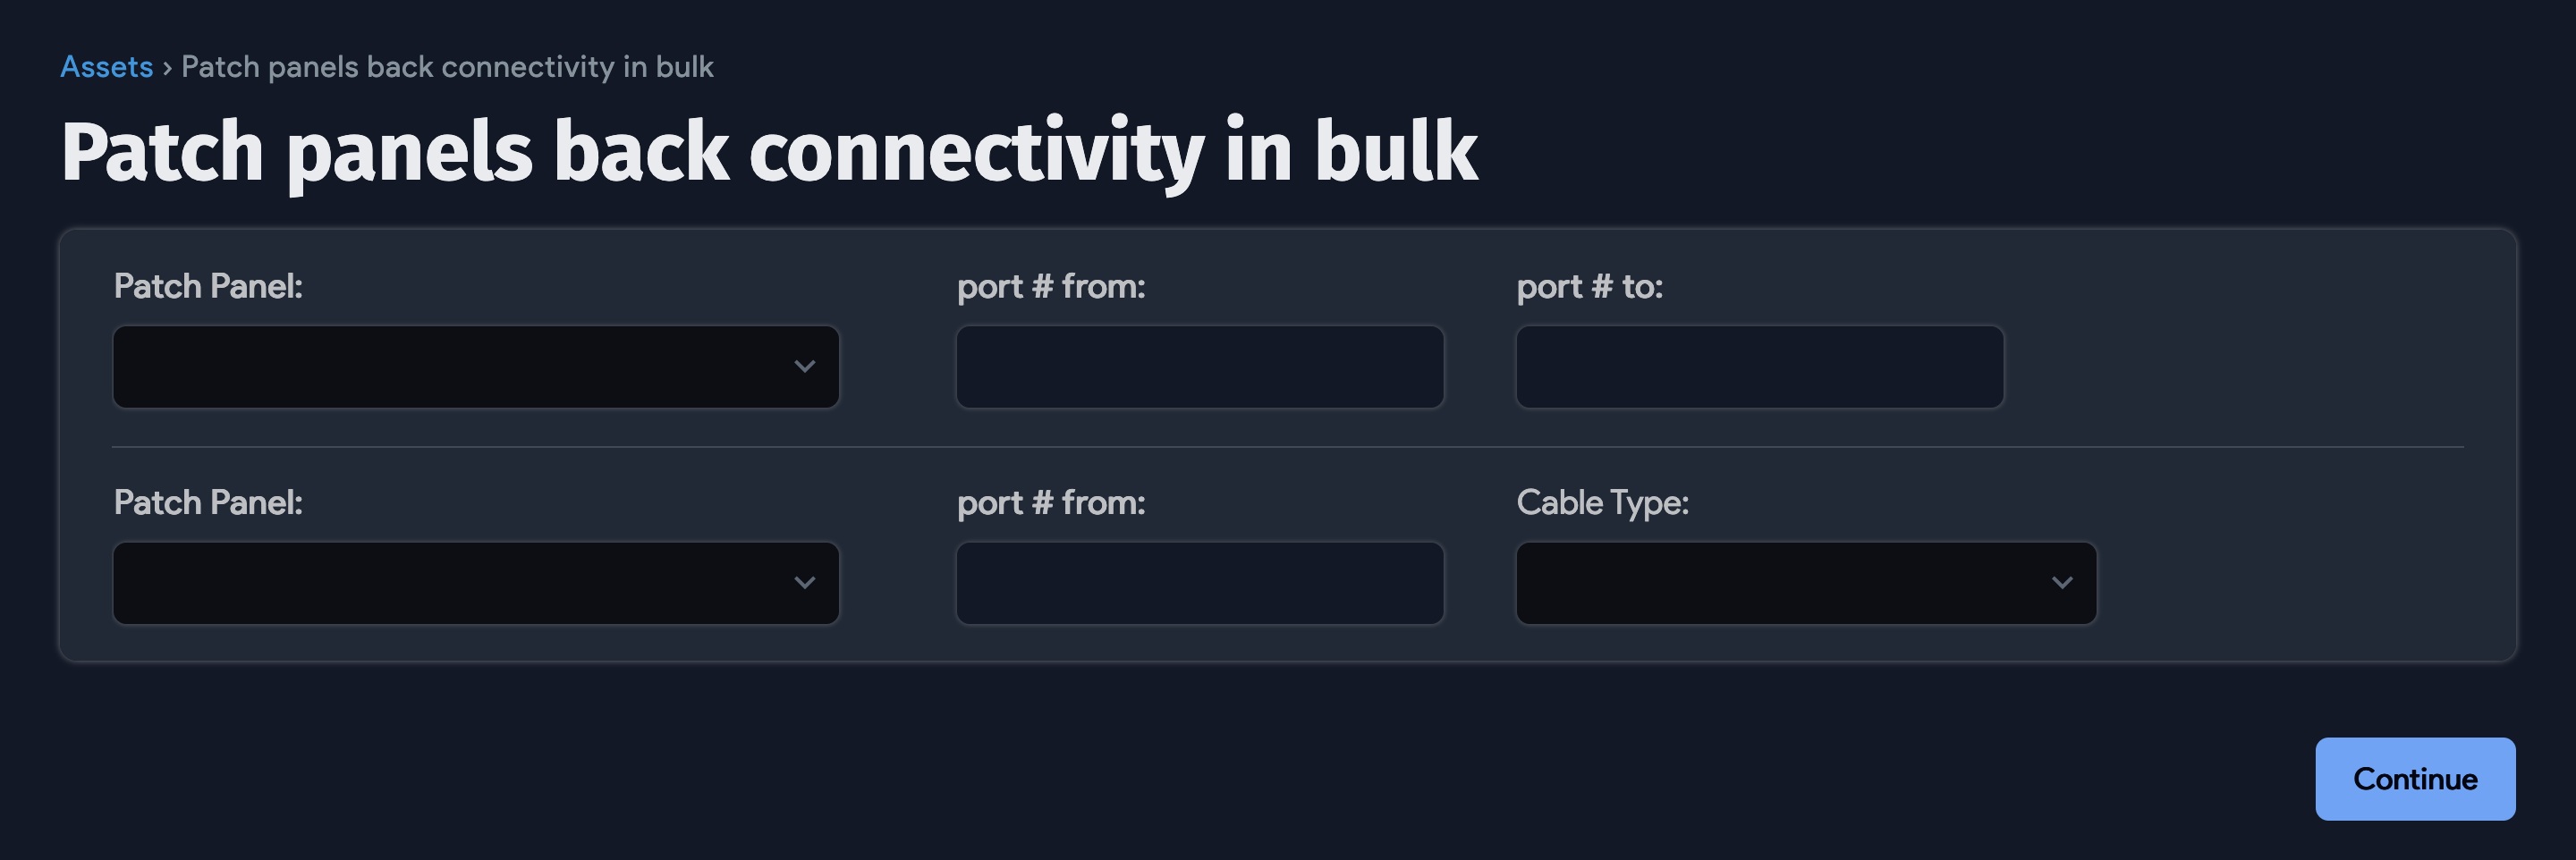 Assets › Patch panels back connectivity in bulk
Patch panels back connectivity in bulk
Patch Panel: port # from: port # to:
Patch Panel: port # from: Cable Type:
Continue